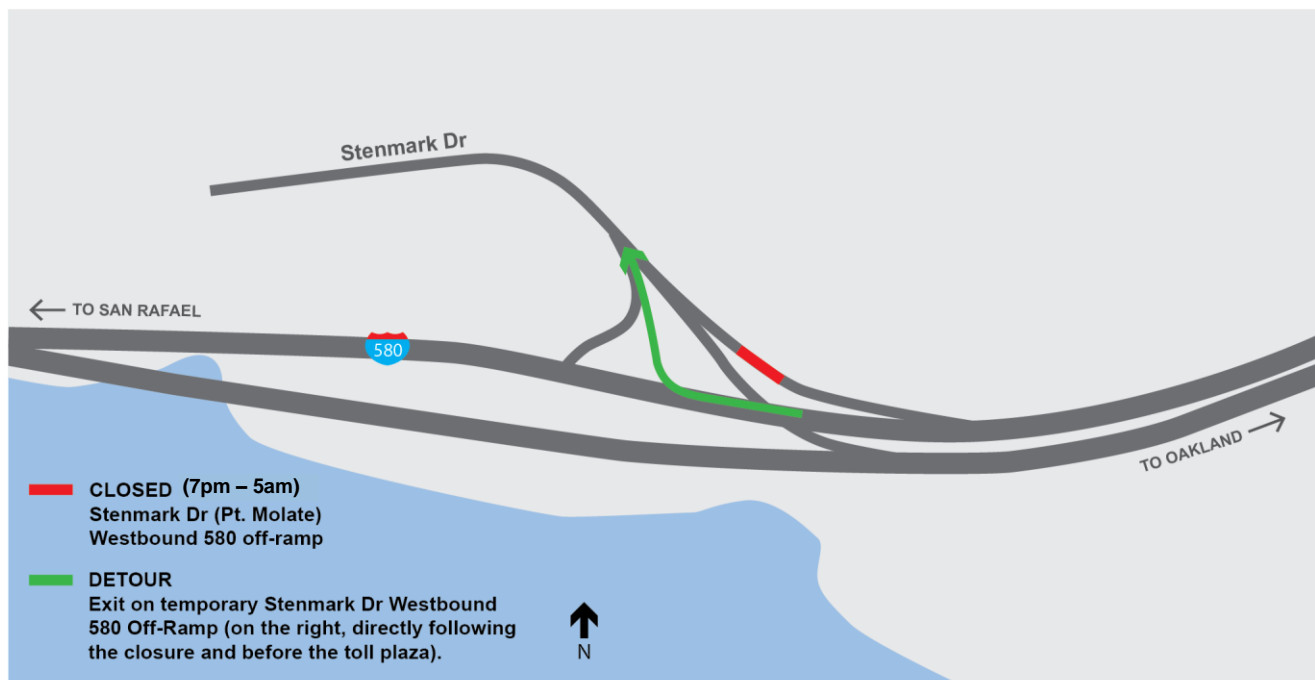 Stenmark Dr
TO SAN RAFAEL
580
TO OAKLAND
CLOSED (7pm – 5am)
Stenmark Dr (Pt. Molate)
Westbound 580 off-ramp
DETOUR
Exit on temporary Stenmark Dr Westbound
580 Off-Ramp (on the right, directly following
the closure and before the toll plaza).
N